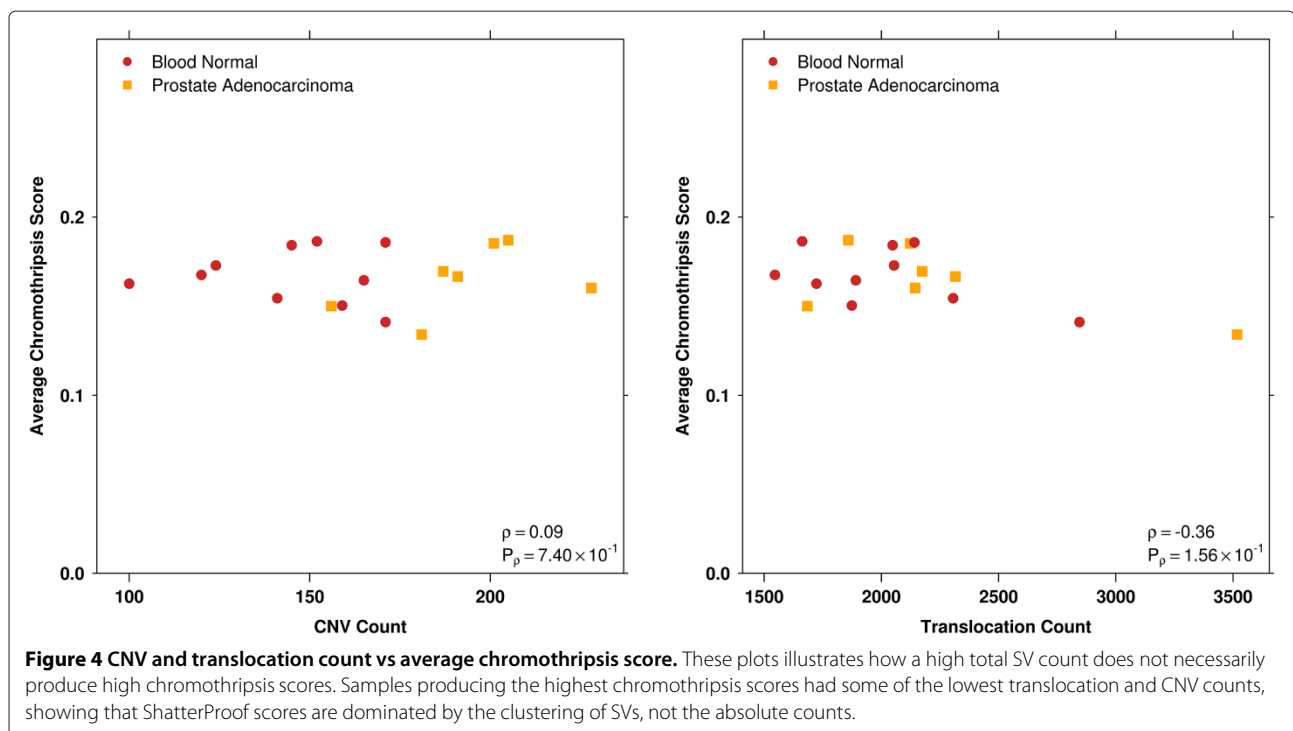 Blood Normal
Prostate Adenocarcinoma
Average Chromothripsis Score
0.2
0.1
0.0
ρ = 0.09
Pρ = 7.40 × 10⁻¹
100
150
200
CNV Count
Blood Normal
Prostate Adenocarcinoma
Average Chromothripsis Score
0.2
0.1
0.0
ρ = -0.36
Pρ = 1.56 × 10⁻¹
1500
2000
2500
3000
3500
Translocation Count
Figure 4 CNV and translocation count vs average chromothripsis score. These plots illustrates how a high total SV count does not necessarily
produce high chromothripsis scores. Samples producing the highest chromothripsis scores had some of the lowest translocation and CNV counts,
showing that ShatterProof scores are dominated by the clustering of SVs, not the absolute counts.